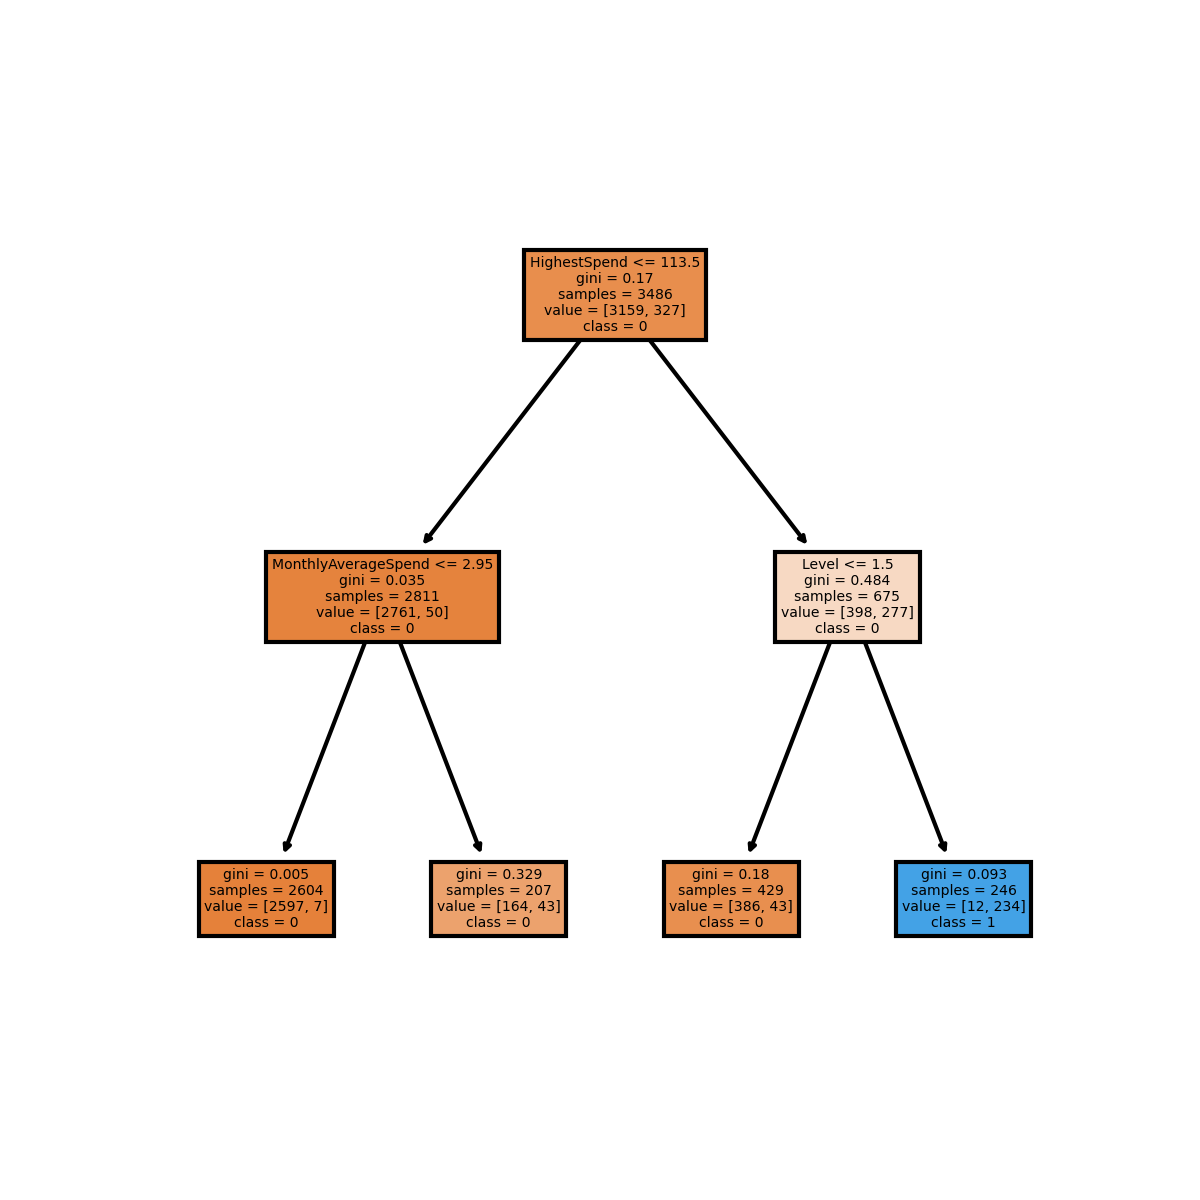 HighestSpend <= 113.5
gini = 0.17
samples = 3486
value = [3159, 327]
class = 0
MonthlyAverageSpend <= 2.95
gini = 0.035
samples = 2811
value = [2761, 50]
class = 0
Level <= 1.5
gini = 0.484
samples = 675
value = [398, 277]
class = 0
gini = 0.005
samples = 2604
value = [2597, 7]
class = 0
gini = 0.329
samples = 207
value = [164, 43]
class = 0
gini = 0.18
samples = 429
value = [386, 43]
class = 0
gini = 0.093
samples = 246
value = [12, 234]
class = 1